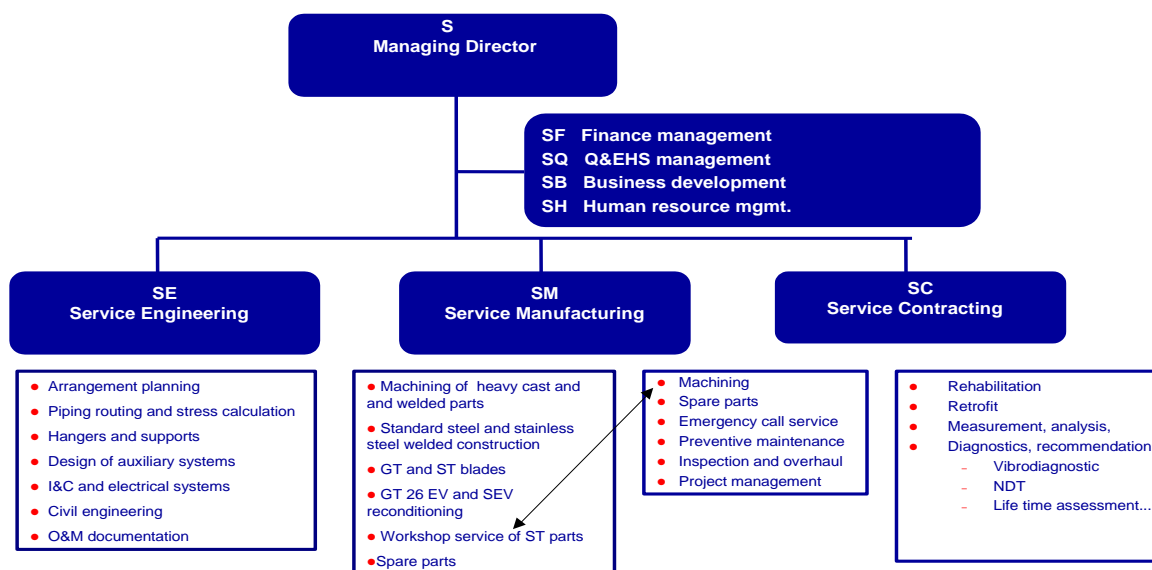 S
Managing Director
SF Finance management
SQ Q&EHS management
SB Business development
SH Human resource mgmt.
SE
Service Engineering
SM
Service Manufacturing
SC
Service Contracting
Arrangement planning
Piping routing and stress calculation
Hangers and supports
Design of auxiliary systems
I&C and electrical systems
Civil engineering
O&M documentation
Machining of heavy cast and
and welded parts
Standard steel and stainless
steel welded construction
GT and ST blades
GT 26 EV and SEV
reconditioning
Workshop service of ST parts
Spare parts
Machining
Spare parts
Emergency call service
Preventive maintenance
Inspection and overhaul
Project management
Rehabilitation
Retrofit
Measurement, analysis,
Diagnostics, recommendation
Vibrodiagnostic
NDT
Life time assessment...